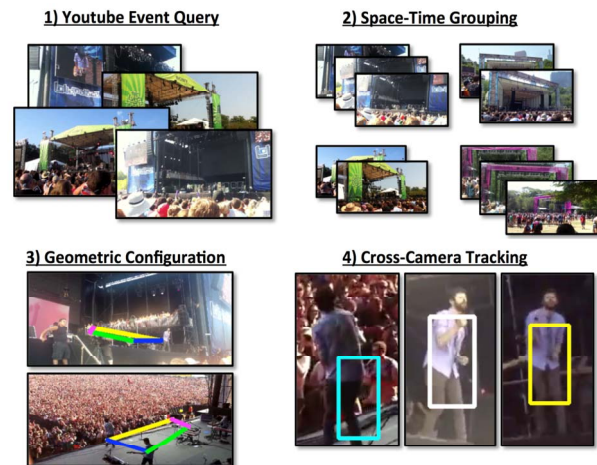 1) Youtube Event Query
2) Space-Time Grouping
3) Geometric Configuration
4) Cross-Camera Tracking